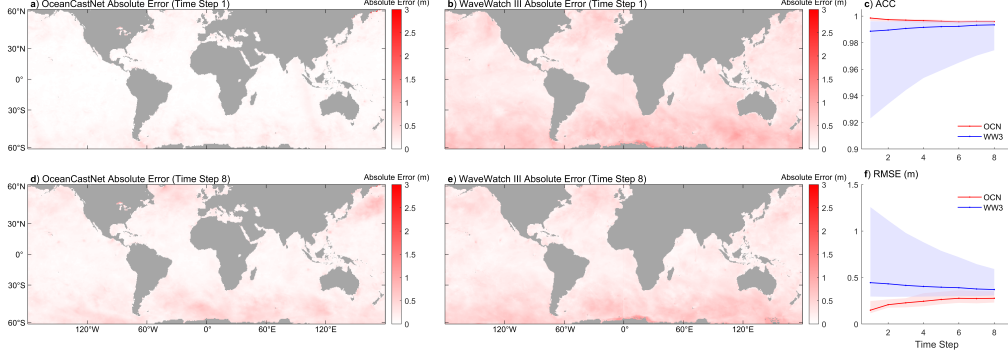 a) OceanCastNet Absolute Error (Time Step 1)
Absolute Error (m)
60°N
30°N
0°
30°S
60°S
3
2.5
2
1.5
1
0.5
0
b) WaveWatch III Absolute Error (Time Step 1)
Absolute Error (m)
3
2.5
2
1.5
1
0.5
0
c) ACC
1
0.98
0.96
0.94
0.92
0.9
2
4
6
8
OCN
WW3
d) OceanCastNet Absolute Error (Time Step 8)
Absolute Error (m)
60°N
30°N
0°
30°S
60°S
120°W
60°W
0°
60°E
120°E
3
2.5
2
1.5
1
0.5
0
e) WaveWatch III Absolute Error (Time Step 8)
Absolute Error (m)
120°W
60°W
0°
60°E
120°E
3
2.5
2
1.5
1
0.5
0
f) RMSE (m)
1.5
1
0.5
0
2
4
6
8
OCN
WW3
Time Step